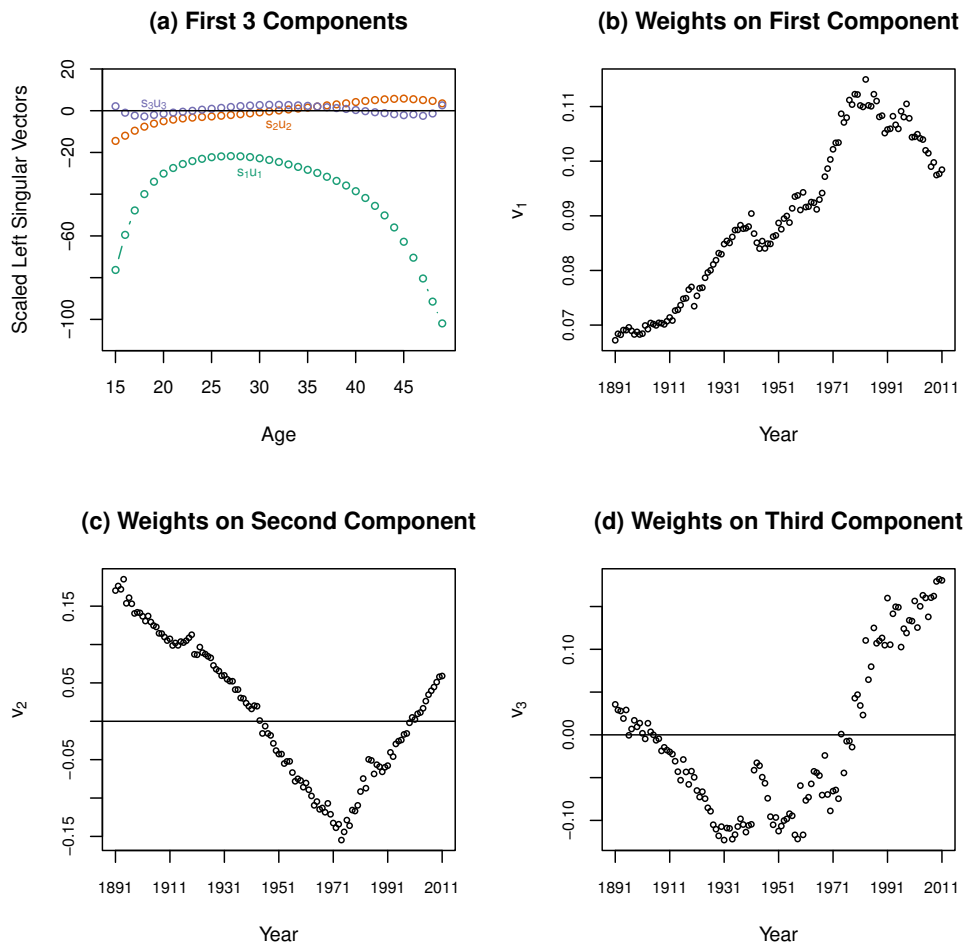 (a) First 3 Components
Scaled Left Singular Vectors
20
0
−20
−60
−100
s3u3
s2u2
s1u1
15 20 25 30 35 40 45
Age
(b) Weights on First Component
v1
0.11
0.10
0.09
0.08
0.07
1891 1911 1931 1951 1971 1991 2011
Year
(c) Weights on Second Component
v2
0.15
0.05
−0.05
−0.15
1891 1911 1931 1951 1971 1991 2011
Year
(d) Weights on Third Component
v3
0.10
0.00
−0.10
1891 1911 1931 1951 1971 1991 2011
Year